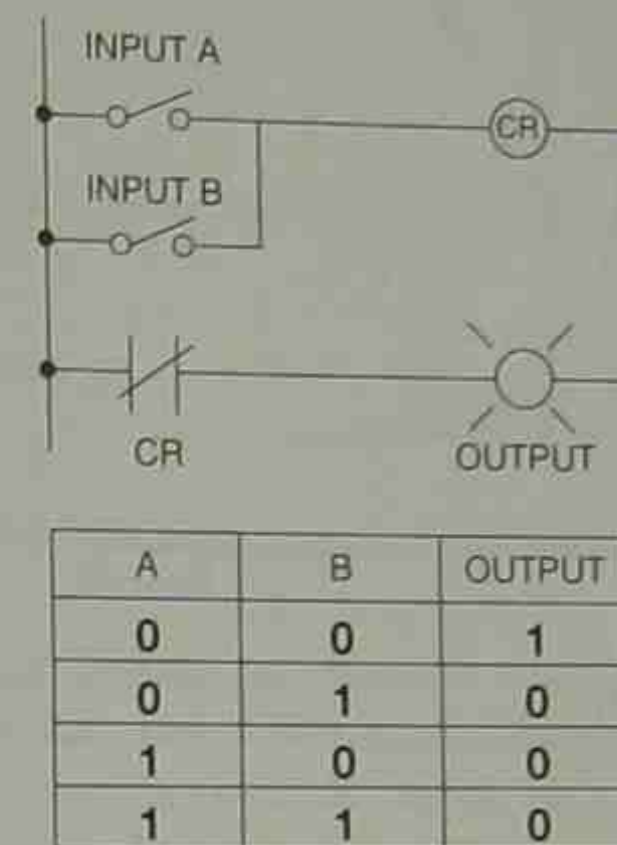 INPUT A
CR
INPUT B
CR
OUTPUT
A B OUTPUT
0 0 1
0 1 0
1 0 0
1 1 0